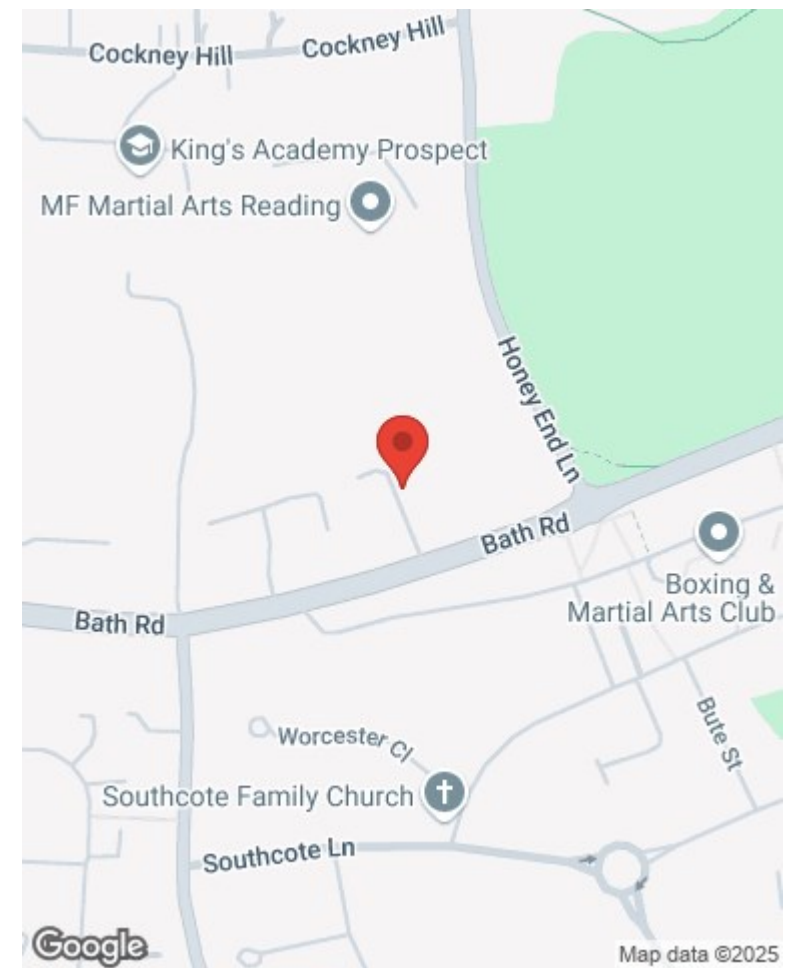 Cockney Hill
Cockney Hill
King's Academy Prospect
MF Martial Arts Reading
Honey End Ln
Bath Rd
Boxing &
Martial Arts Club
Bath Rd
Bute St
Worcester Cl
Southcote Family Church
Southcote Ln
Google
Map data ©2025